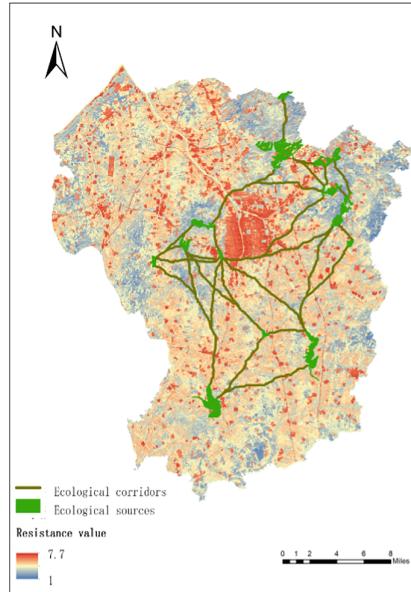 N
Ecological corridors
Ecological sources
Resistance value
7.7
1
0 1 2 4 6 8
Miles